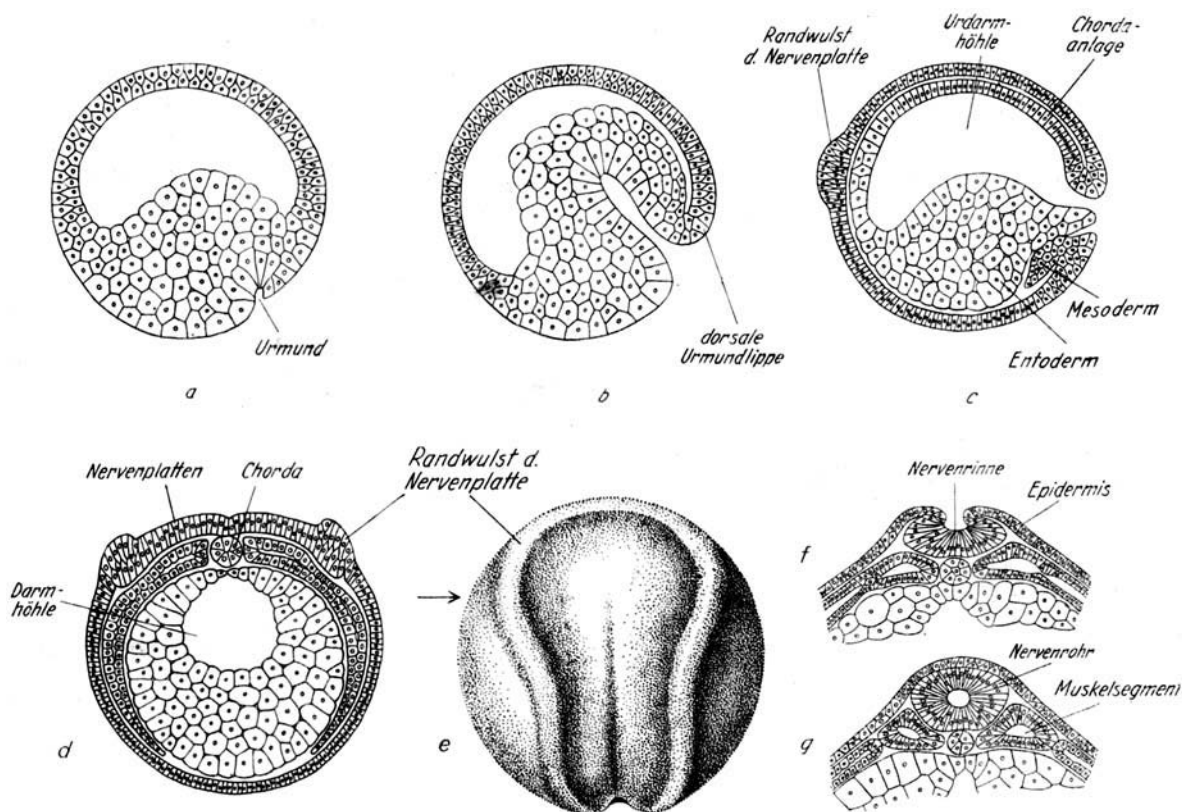 Urmund
a
dorsale
Urmundlippe
b
Randwulst
d. Nervenplatte
Urdarm-
höhle
Chorda-
anlage
Mesoderm
Entoderm
c
Nervenplatten
Chorda
Darm-
höhle
d
Randwulst d.
Nervenplatte
e
Nervenrinne
Epidermis
f
Nervenrohr
Muskelsegment
g